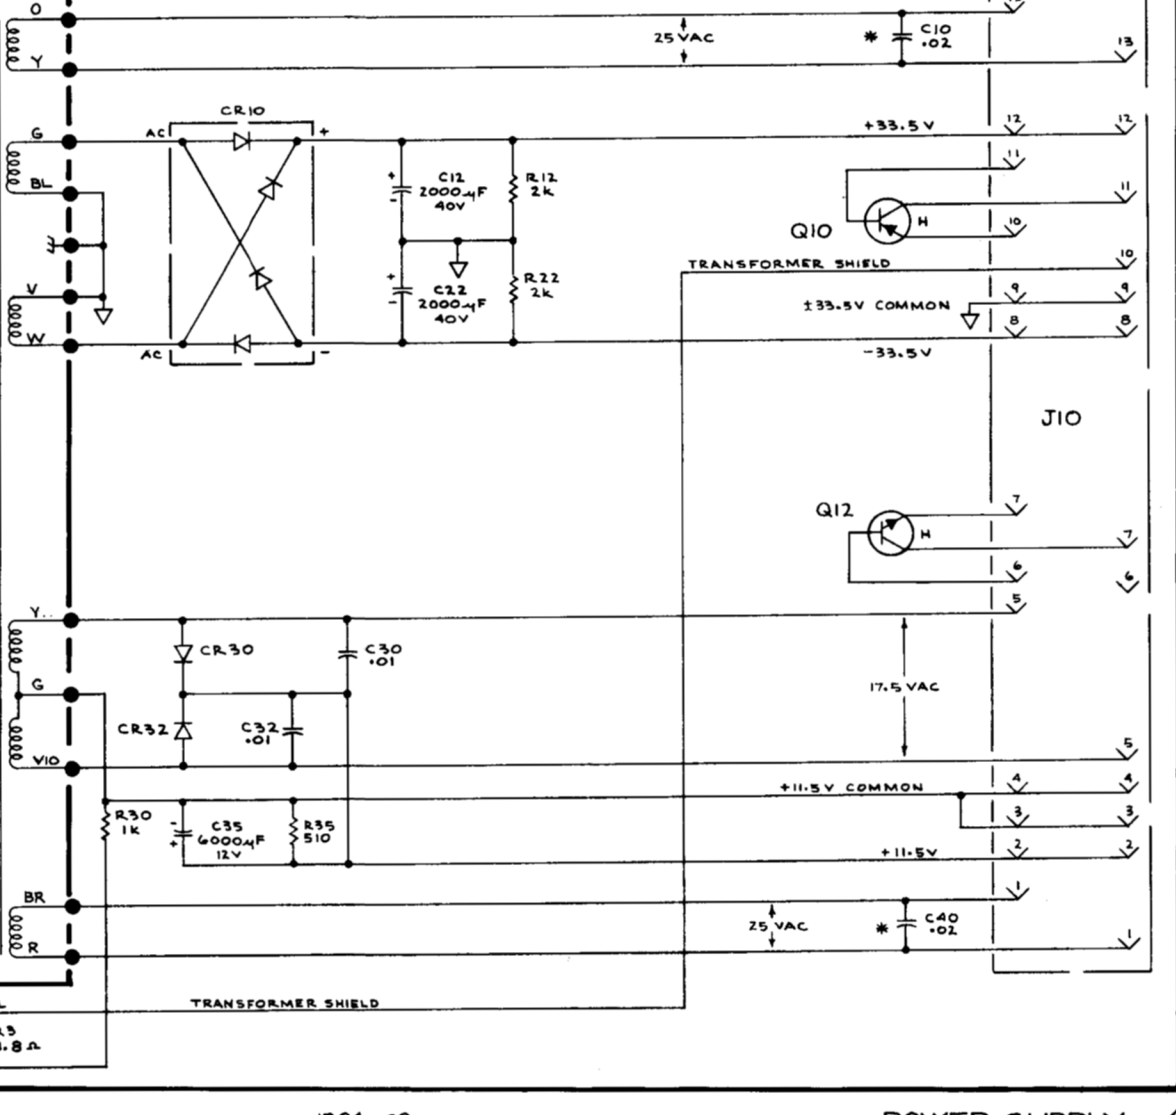 O
25 VAC
*
C10
.02
Y
13
CR10
G
AC
+
+33.5 V
12
12
11
BL
+
C12
2000µF
40V
-
R12
2K
11
Q10
H
10
TRANSFORMER SHIELD
10
V
+
C22
2000µF
40V
-
R22
2K
±33.5V COMMON
9
9
W
8
8
AC
-
-33.5V
J10
7
Q12
H
7
6
6
Y
5
CR30
C30
.01
G
17.5 VAC
CR32
C32
.01
VIO
5
+11.5V COMMON
4
4
R30
1K
-
C35
6000µF
12V
+
R35
510
3
3
+11.5V
2
2
BR
1
25 VAC
*
C40
.02
R
1
TRANSFORMER SHIELD
.8 Ω